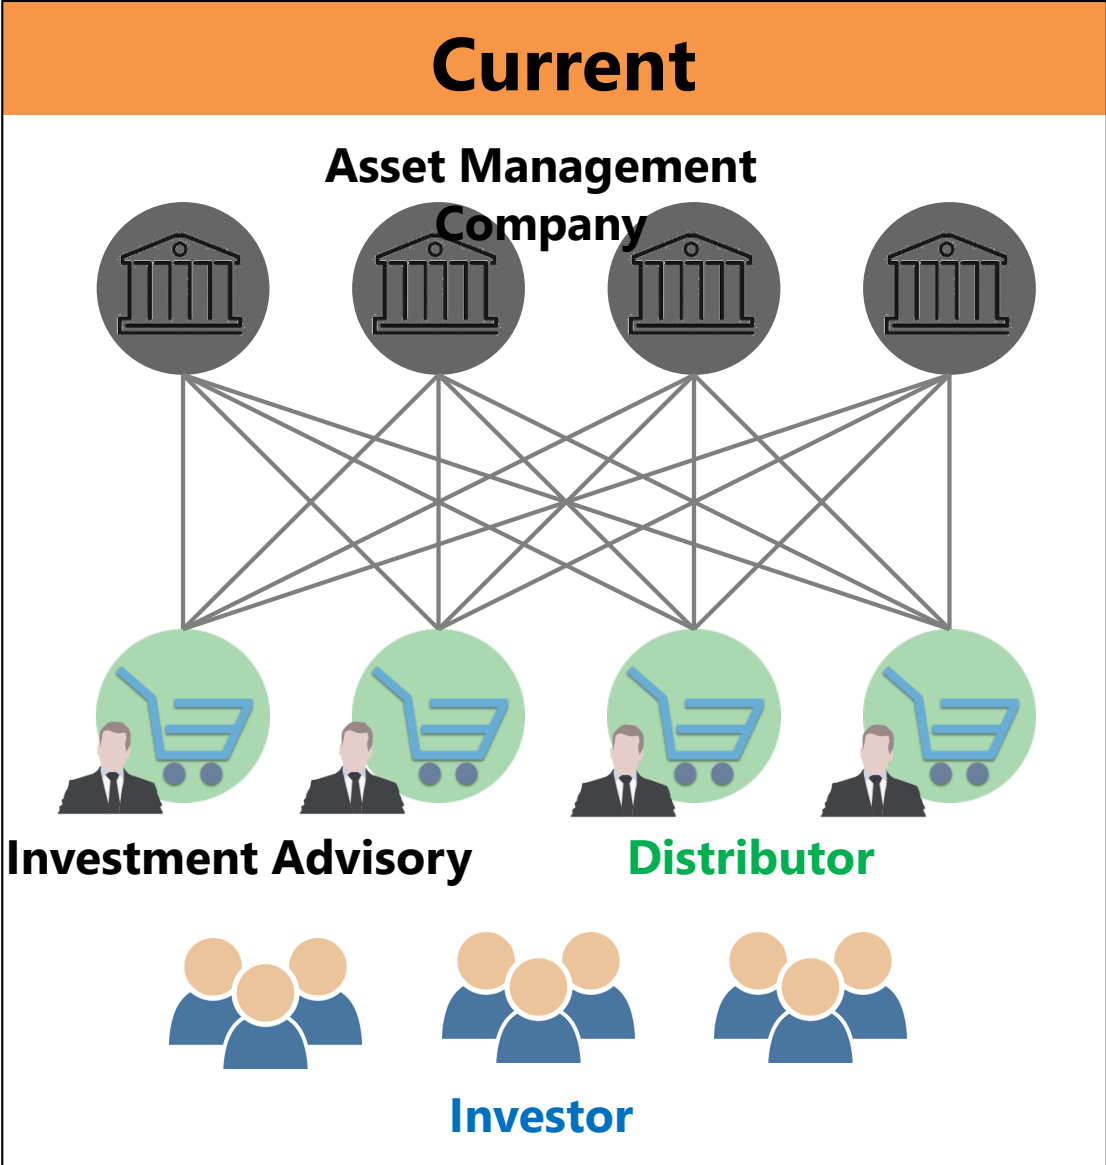 Current
Asset Management
Company
Investment Advisory
Distributor
Investor